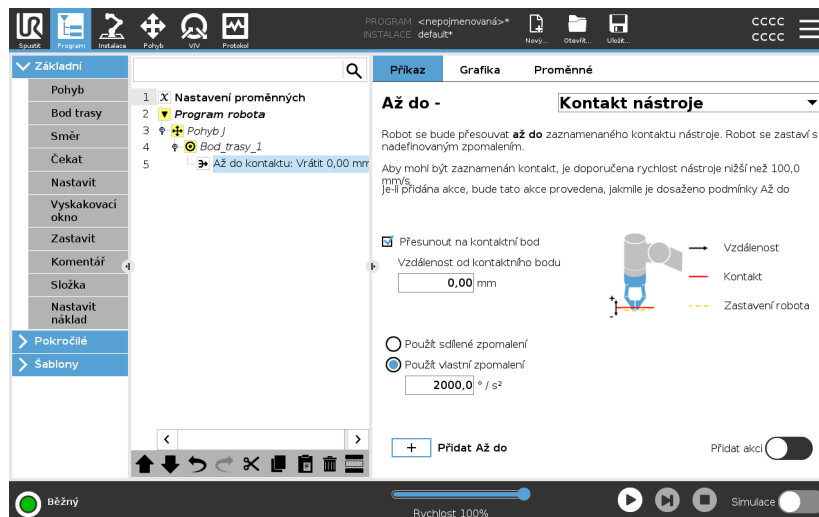 PROGRAM <nepojmenovaná>*
INSTALACE default*
Spustit
Program
Instalace
Pohyb
V/V
Protokol
Nový...
Otevřít...
Uložit...
cccc
cccc
Základní
Pohyb
Bod trasy
Směr
Čekat
Nastavit
Vyskakovací
okno
Zastavit
Komentář
Složka
Nastavit
náklad
Pokročilé
Šablony
1 X Nastavení proměnných
2 Program robota
3 Pohyb J
4 Bod_trasy_1
5 Až do kontaktu: Vrátit 0,00 mm
Příkaz Grafika Proměnné
Až do - Kontakt nástroje
Robot se bude přesouvat až do zaznamenaného kontaktu nástroje. Robot se zastaví s
nadefinovaným zpomalením.
Aby mohl být zaznamenán kontakt, je doporučena rychlost nástroje nižší než 100,0
mm/s.
Je-li přidána akce, bude tato akce provedena, jakmile je dosaženo podmínky Až do
Přesunout na kontaktní bod
Vzdálenost od kontaktního bodu
0,00 mm
+
-
Vzdálenost
Kontakt
Zastavení robota
Použít sdílené zpomalení
Použít vlastní zpomalení
2000,0 ° / s²
+ Přidat Až do
Přidat akci
Běžný
Rychlost 100%
Simulace